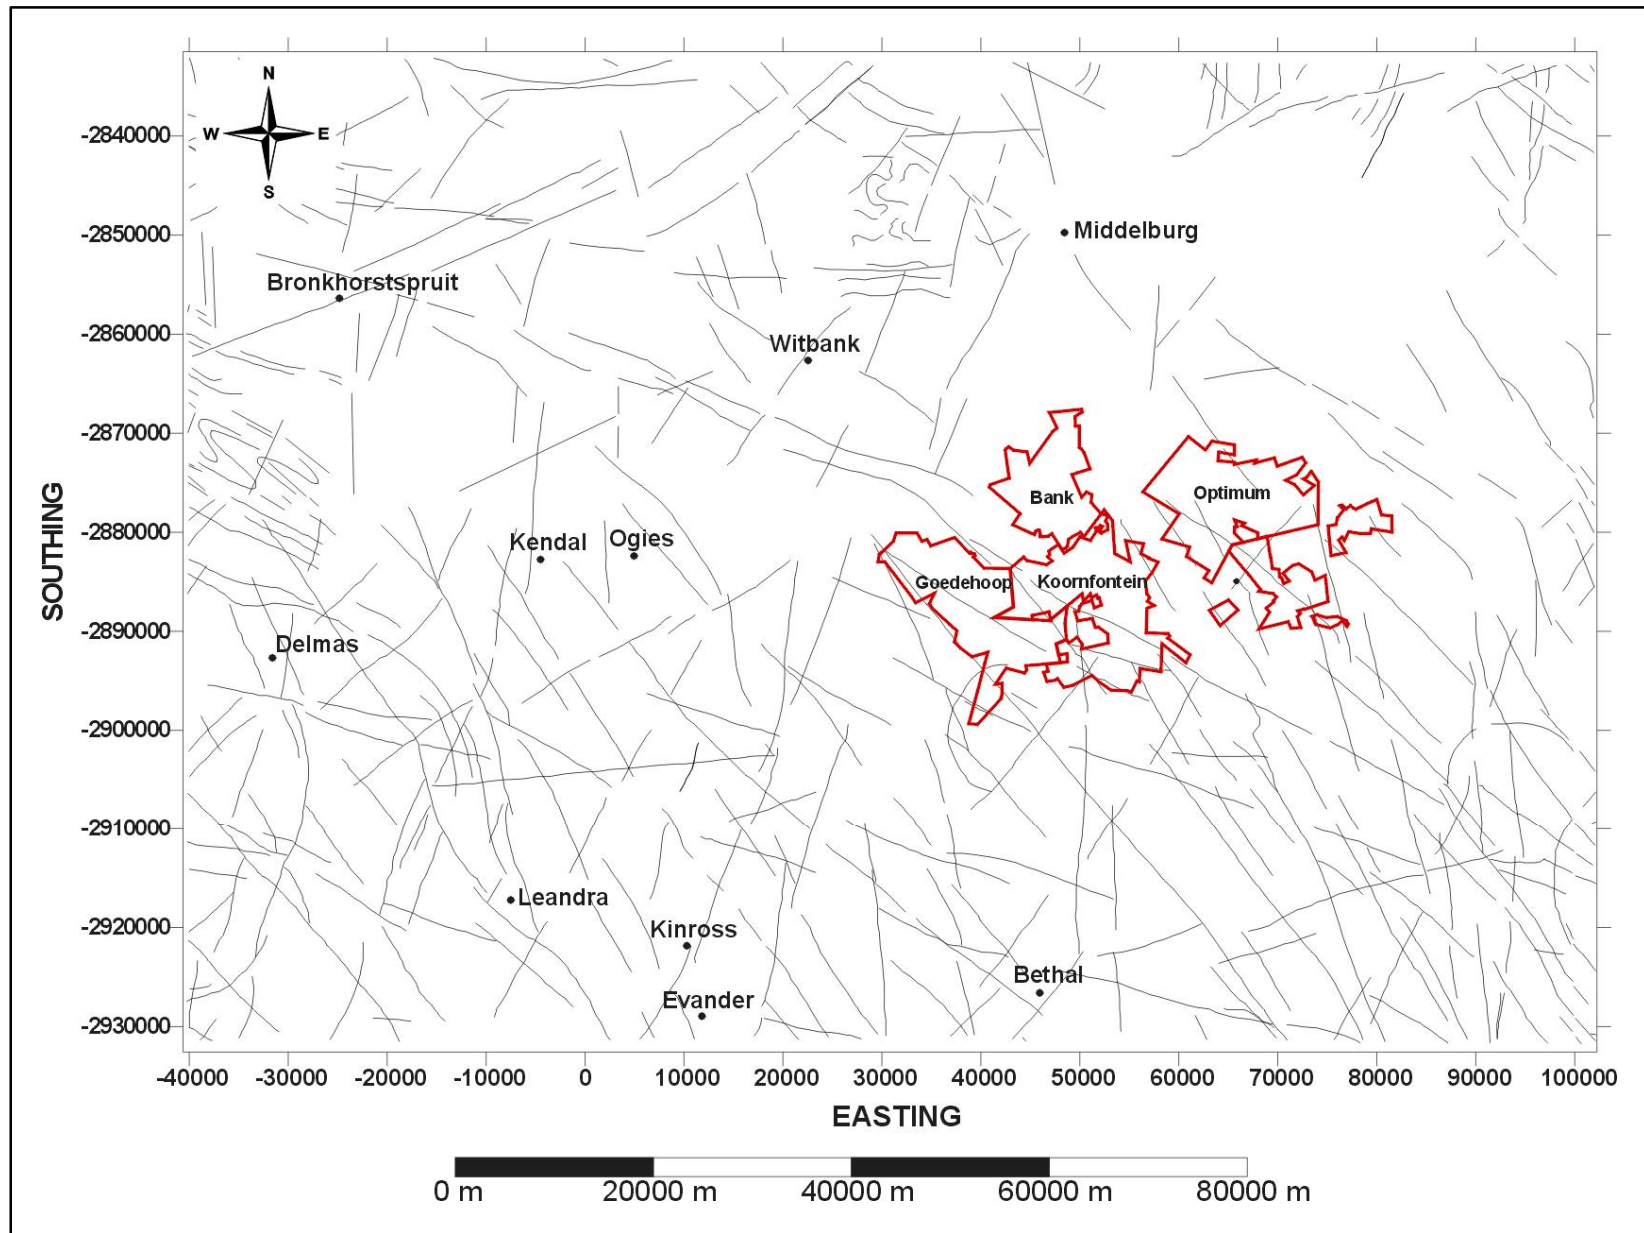 N
W E
S
-2840000
-2850000
-2860000
-2870000
-2880000
-2890000
-2900000
-2910000
-2920000
-2930000
SOUTHING
Middelburg
Bronkhorstspruit
Witbank
Bank
Optimum
Kendal
Ogies
Goedehoop
Koornfontein
Delmas
Leandra
Kinross
Bethal
Evander
-40000 -30000 -20000 -10000 0 10000 20000 30000 40000 50000 60000 70000 80000 90000 100000
EASTING
0 m 20000 m 40000 m 60000 m 80000 m